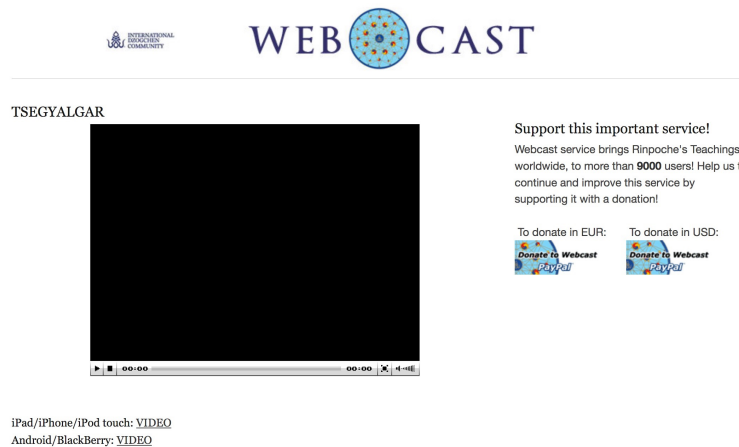 INTERNATIONAL
DZOGCHEN
COMMUNITY
WEB CAST
TSEGYALGAR
00:00
00:00
Support this important service!
Webcast service brings Rinpoche's Teachings
worldwide, to more than 9000 users! Help us
continue and improve this service by
supporting it with a donation!
To donate in EUR:
To donate in USD:
Donate to Webcast
PayPal
Donate to Webcast
PayPal
iPad/iPhone/iPod touch: VIDEO
Android/BlackBerry: VIDEO